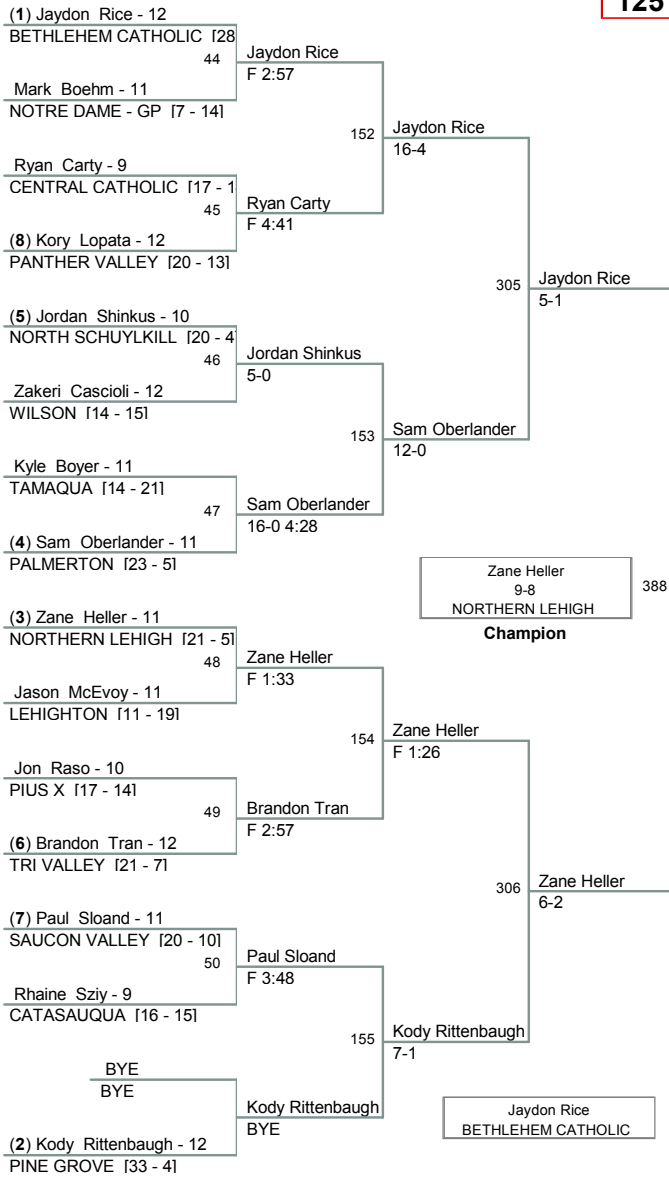 125
(1) Jaydon Rice - 12
BETHLEHEM CATHOLIC [28
44
Jaydon Rice
F 2:57
Mark Boehm - 11
NOTRE DAME - GP [7 - 14]
152
Jaydon Rice
16-4
Ryan Carty - 9
CENTRAL CATHOLIC [17 - 1
45
Ryan Carty
F 4:41
(8) Kory Lopata - 12
PANTHER VALLEY [20 - 13]
305
Jaydon Rice
5-1
(5) Jordan Shinkus - 10
NORTH SCHUYLKILL [20 - 4]
46
Jordan Shinkus
5-0
Zakeri Cascioli - 12
WILSON [14 - 15]
153
Sam Oberlander
12-0
Kyle Boyer - 11
TAMAQUA [14 - 21]
47
Sam Oberlander
16-0 4:28
(4) Sam Oberlander - 11
PALMERTON [23 - 5]
Zane Heller
9-8
NORTHERN LEHIGH
388
Champion
(3) Zane Heller - 11
NORTHERN LEHIGH [21 - 5]
48
Zane Heller
F 1:33
Jason McEvoy - 11
LEHIGHTON [11 - 19]
154
Zane Heller
F 1:26
Jon Raso - 10
PIUS X [17 - 14]
49
Brandon Tran
F 2:57
(6) Brandon Tran - 12
TRI VALLEY [21 - 7]
306
Zane Heller
6-2
(7) Paul Sloand - 11
SAUCON VALLEY [20 - 10]
50
Paul Sloand
F 3:48
Rhaine Sziy - 9
CATASAUQUA [16 - 15]
155
Kody Rittenbaugh
7-1
BYE
BYE
Kody Rittenbaugh
BYE
(2) Kody Rittenbaugh - 12
PINE GROVE [33 - 4]
Jaydon Rice
BETHLEHEM CATHOLIC